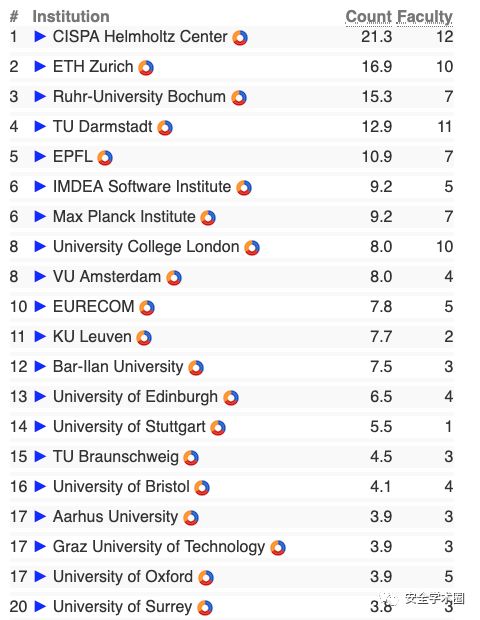 # Institution Count Faculty
1 ► CISPA Helmholtz Center 21.3 12
2 ► ETH Zurich 16.9 10
3 ► Ruhr-University Bochum 15.3 7
4 ► TU Darmstadt 12.9 11
5 ► EPFL 10.9 7
6 ► IMDEA Software Institute 9.2 5
6 ► Max Planck Institute 9.2 7
8 ► University College London 8.0 10
8 ► VU Amsterdam 8.0 4
10 ► EURECOM 7.8 5
11 ► KU Leuven 7.7 2
12 ► Bar-Ilan University 7.5 3
13 ► University of Edinburgh 6.5 4
14 ► University of Stuttgart 5.5 1
15 ► TU Braunschweig 4.5 3
16 ► University of Bristol 4.1 4
17 ► Aarhus University 3.9 3
17 ► Graz University of Technology 3.9 3
17 ► University of Oxford 3.9 5
20 ► University of Surrey 3.8 3
安全学术圈